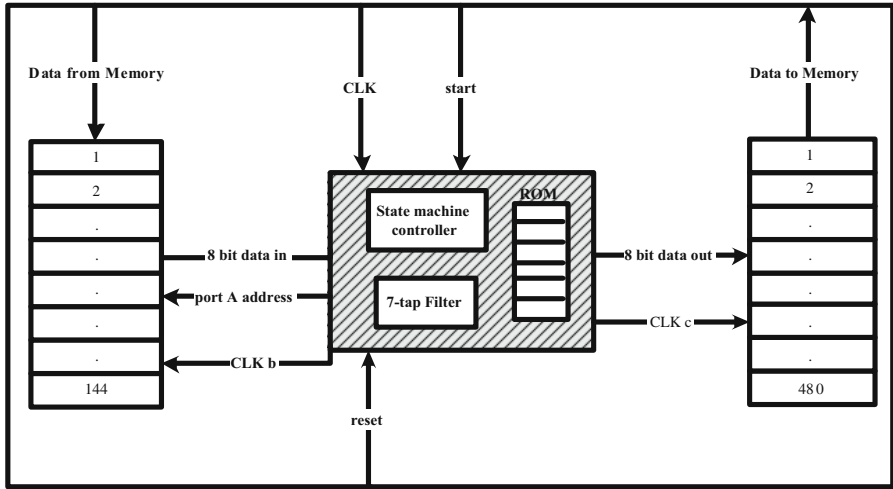 Data from Memory
CLK
start
Data to Memory
1
2
.
.
.
.
.
144
8 bit data in
port A address
CLK b
State machine
controller
7-tap Filter
ROM
8 bit data out
CLK c
1
2
.
.
.
.
.
480
reset